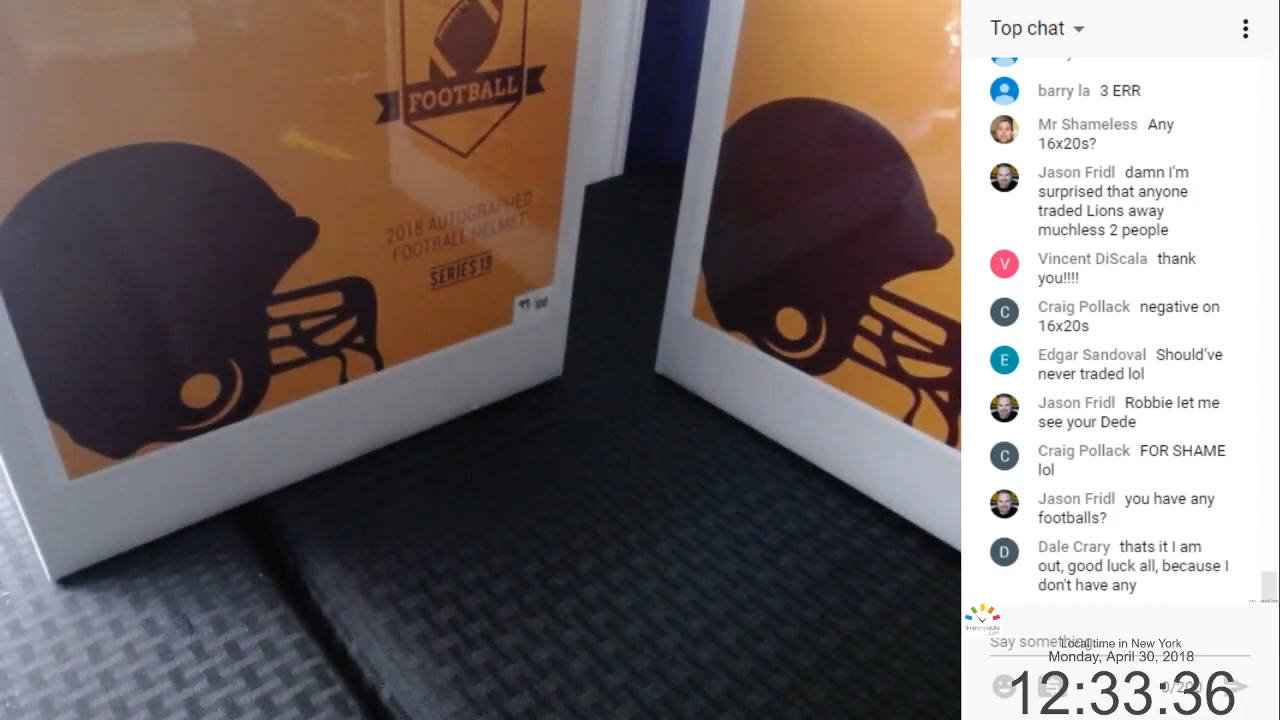 FOOTBALL
2018 AUTOGRAPHED
FOOTBALL HELMET
SERIES 19
100
Top chat
barry la 3 ERR
Mr Shameless Any
16x20s?
Jason Fridl damn I'm
surprised that anyone
traded Lions away
muchless 2 people
Vincent DiScala thank
you!!!!
V
Craig Pollack negative on
16x20s
C
Edgar Sandoval Should've
never traded lol
E
Jason Fridl Robbie let me
see your Dede
Craig Pollack FOR SHAME
lol
C
Jason Fridl you have any
footballs?
Dale Crary thats it I am
out, good luck all, because I
don't have any
D
Say something...
Local time in New York
Monday, April 30, 2018
12:33:36